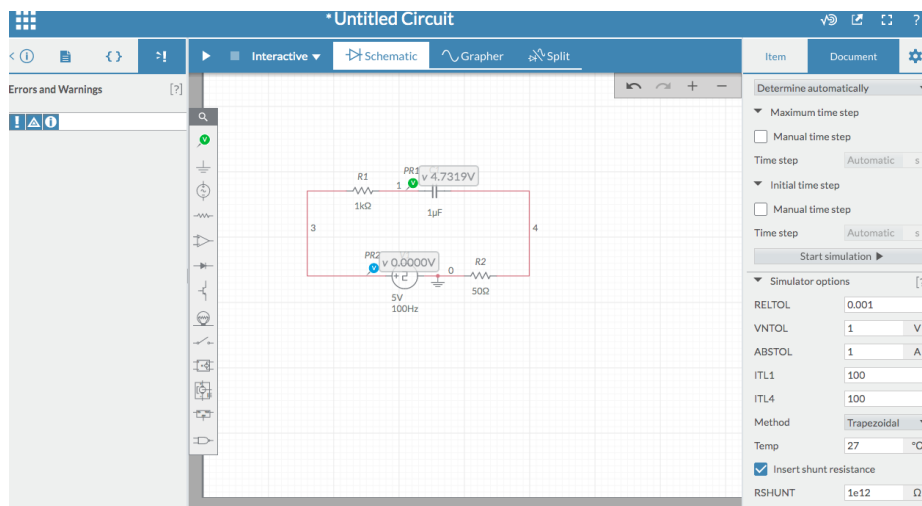 *Untitled Circuit
Interactive
Schematic
Grapher
Split
Item
Document
Errors and Warnings
[?]
Determine automatically
Maximum time step
Manual time step
Time step
Automatic
s
Initial time step
Manual time step
Time step
Automatic
s
Start simulation
Simulator options
RELTOL
0.001
VNTOL
1
V
ABSTOL
1
A
ITL1
100
ITL4
100
Method
Trapezoidal
Temp
27
°C
Insert shunt resistance
RSHUNT
1e12
Ω
R1
1kΩ
PR1
1
V
v 4.7319V
1µF
3
4
PR2
V
v 0.0000V
5V
100Hz
0
R2
50Ω